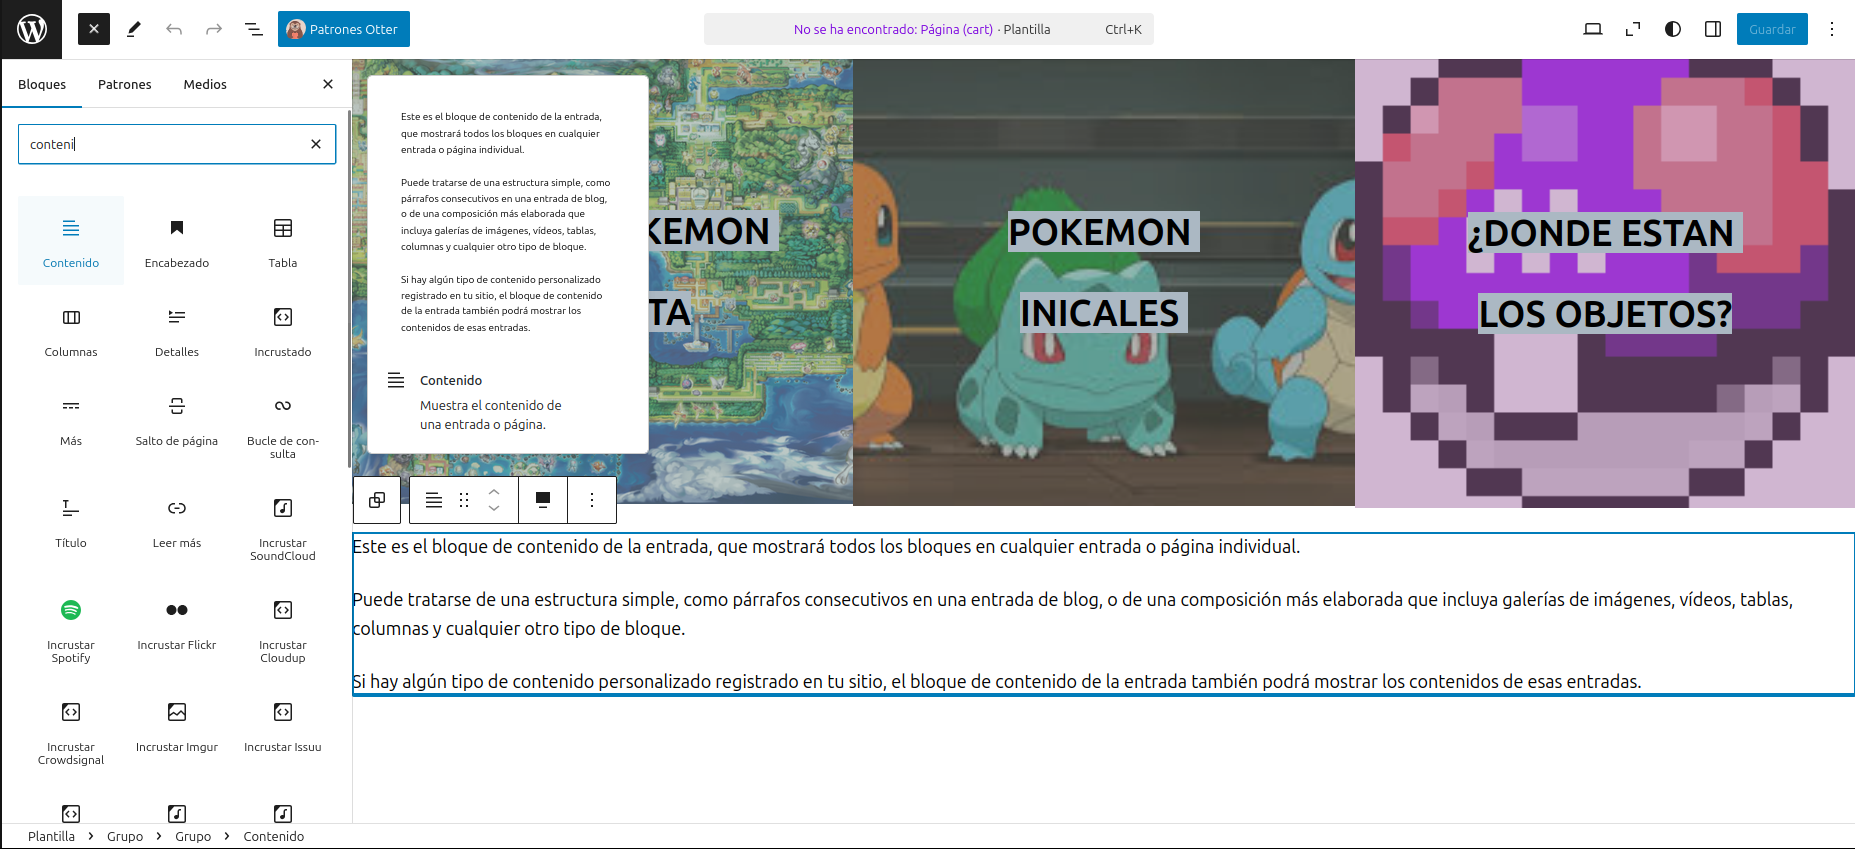 Patrones Otter
No se ha encontrado: Página (cart) · Plantilla
Ctrl+K
Guardar
Bloques
Patrones
Medios
conteni
Contenido
Encabezado
Tabla
Columnas
Detalles
Incrustado
Más
Salto de página
Bucle de con-
sulta
Título
Leer más
Incrustar
SoundCloud
Incrustar
Spotify
Incrustar Flickr
Incrustar
Cloudup
Incrustar
Crowdsignal
Incrustar Imgur
Incrustar Issuu
Este es el bloque de contenido de la entrada,
que mostrará todos los bloques en cualquier
entrada o página individual.
Puede tratarse de una estructura simple, como
párrafos consecutivos en una entrada de blog,
o de una composición más elaborada que
incluya galerías de imágenes, vídeos, tablas,
columnas y cualquier otro tipo de bloque.
Si hay algún tipo de contenido personalizado
registrado en tu sitio, el bloque de contenido
de la entrada también podrá mostrar los
contenidos de esas entradas.
Contenido
Muestra el contenido de
una entrada o página.
KEMON
TA
POKEMON
INICALES
¿DONDE ESTAN
LOS OBJETOS?
Este es el bloque de contenido de la entrada, que mostrará todos los bloques en cualquier entrada o página individual.
Puede tratarse de una estructura simple, como párrafos consecutivos en una entrada de blog, o de una composición más elaborada que incluya galerías de imágenes, vídeos, tablas,
columnas y cualquier otro tipo de bloque.
Si hay algún tipo de contenido personalizado registrado en tu sitio, el bloque de contenido de la entrada también podrá mostrar los contenidos de esas entradas.
Plantilla > Grupo > Grupo > Contenido